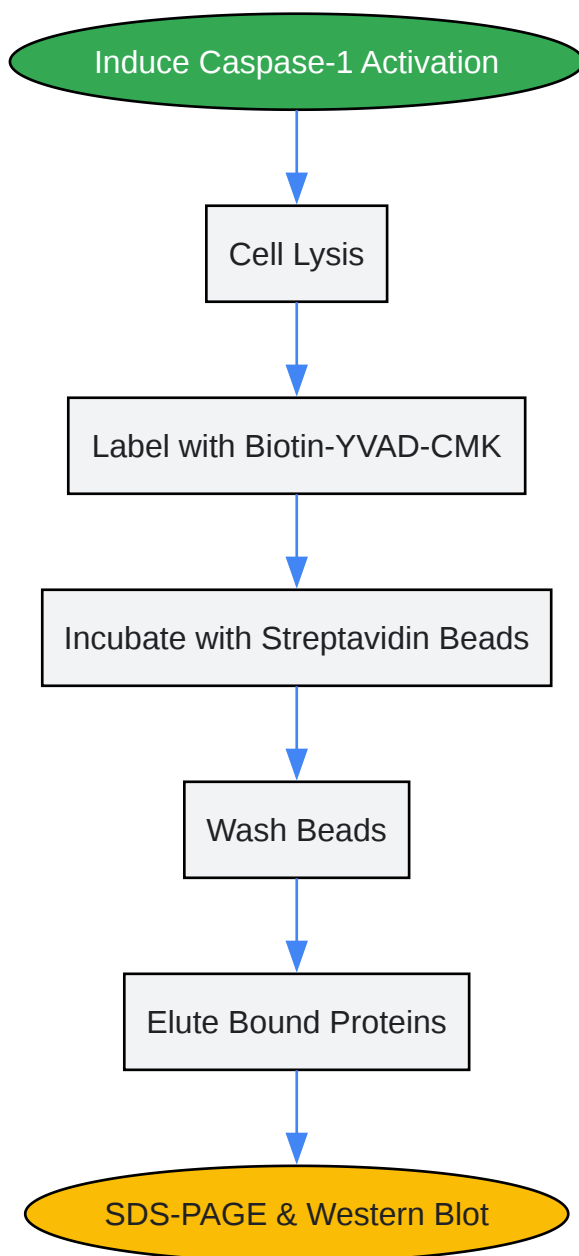 Induce Caspase-1 Activation
Cell Lysis
Label with Biotin-YVAD-CMK
Incubate with Streptavidin Beads
Wash Beads
Elute Bound Proteins
SDS-PAGE & Western Blot